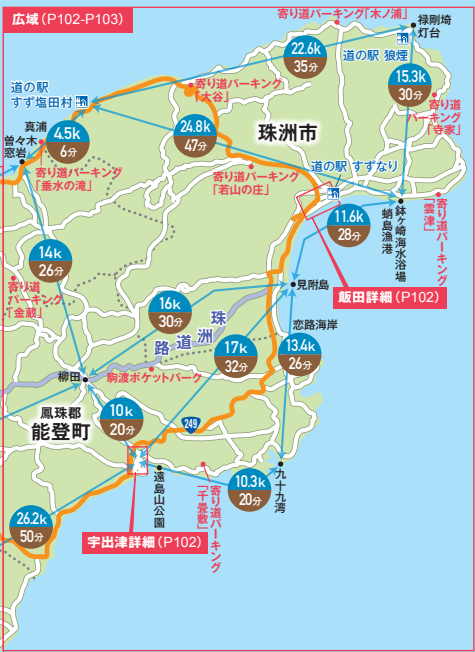 広域(P102-P103)
寄り道パーキング「木ノ浦」
禄剛埼
灯台
22.6k
35分
道の駅 狼煙
道の駅
すず塩田村
寄り道パーキング
「大谷」
15.3k
30分
寄り道
パーキング
「寺家」
真浦
曽々木
窓岩
4.5k
6分
24.8k
47分
珠洲市
寄り道パーキング
「垂水の滝」
寄り道パーキング
「若山の庄」
道の駅 すずなり
鉢ヶ崎海水浴場
蛸島漁港
寄り道パーキング
「雲津」
11.6k
28分
14k
26分
寄り道
パーキング
「金蔵」
見附島
飯田詳細(P102)
16k
30分
珠洲道路
恋路海岸
17k
32分
13.4k
26分
柳田
駒渡ポケットパーク
鳳珠郡
能登町
10k
20分
249
遠島山公園
寄り道パーキング
「千畳敷」
10.3k
20分
九十九湾
26.2k
50分
宇出津詳細(P102)